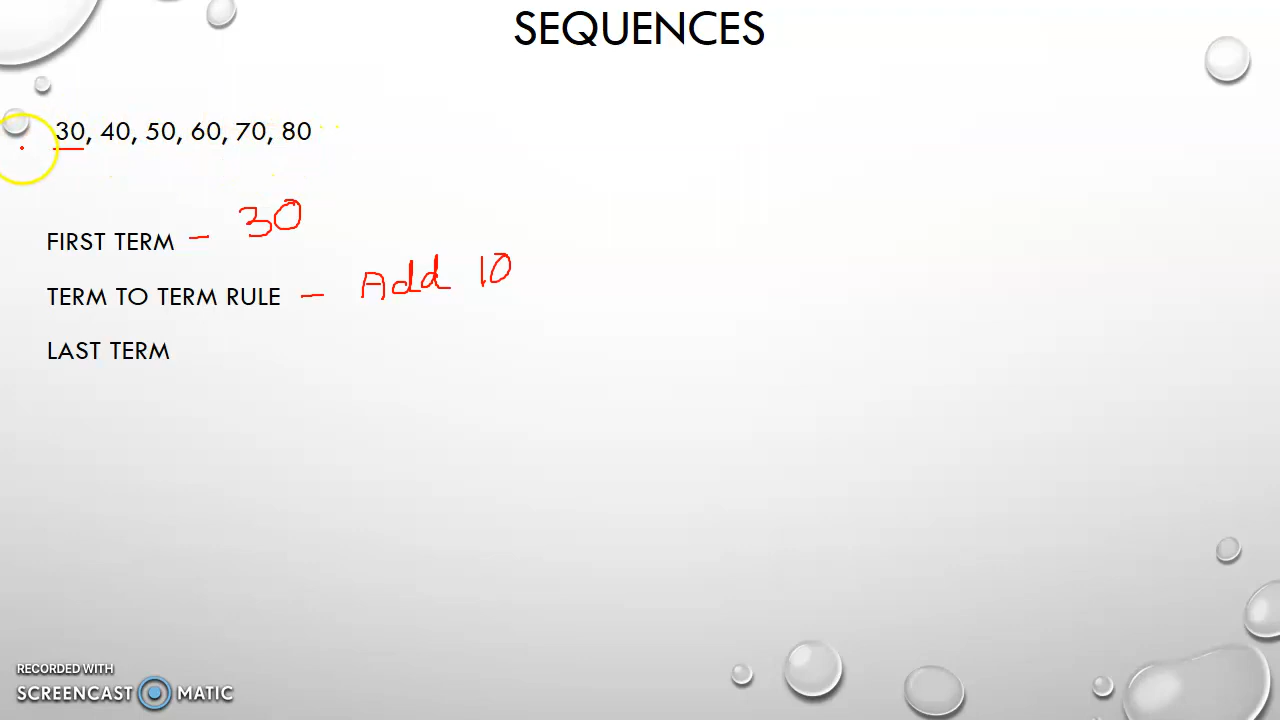 SEQUENCES
30, 40, 50, 60, 70, 80
FIRST TERM – 30
TERM TO TERM RULE – Add 10
LAST TERM
RECORDED WITH
SCREENCAST MATIC